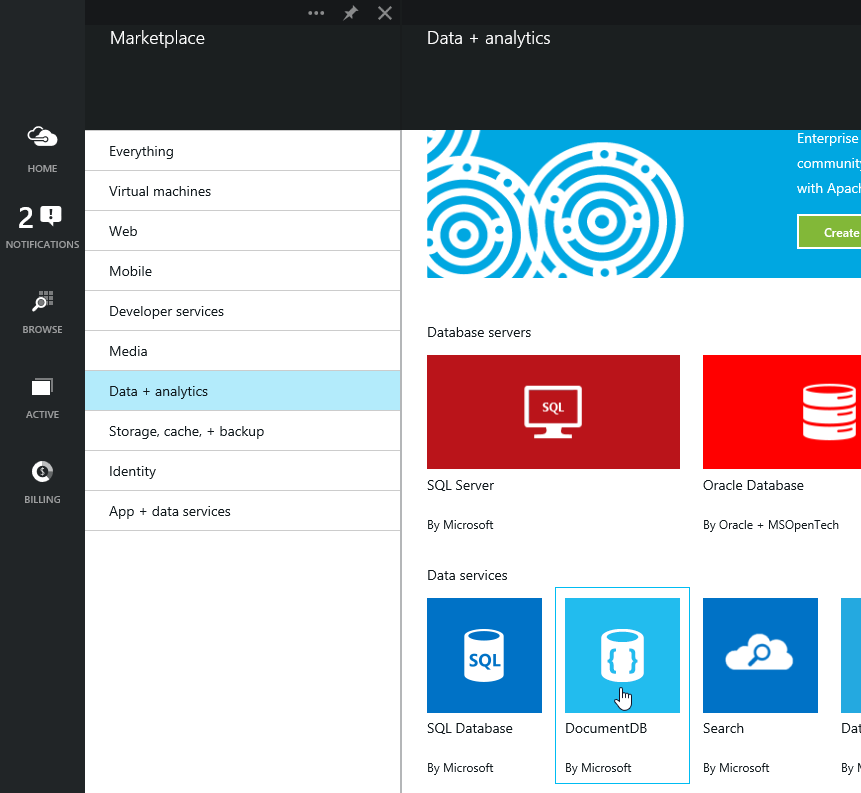 Marketplace
Data + analytics
HOME
2
NOTIFICATIONS
BROWSE
ACTIVE
BILLING
Everything
Virtual machines
Web
Mobile
Developer services
Media
Data + analytics
Storage, cache, + backup
Identity
App + data services
Enterprise
community
with Apach
Create
Database servers
SQL
SQL Server
By Microsoft
Oracle Database
By Oracle + MSOpenTech
Data services
SQL
{ }
SQL Database
By Microsoft
DocumentDB
By Microsoft
Search
By Microsoft
Dat
By M